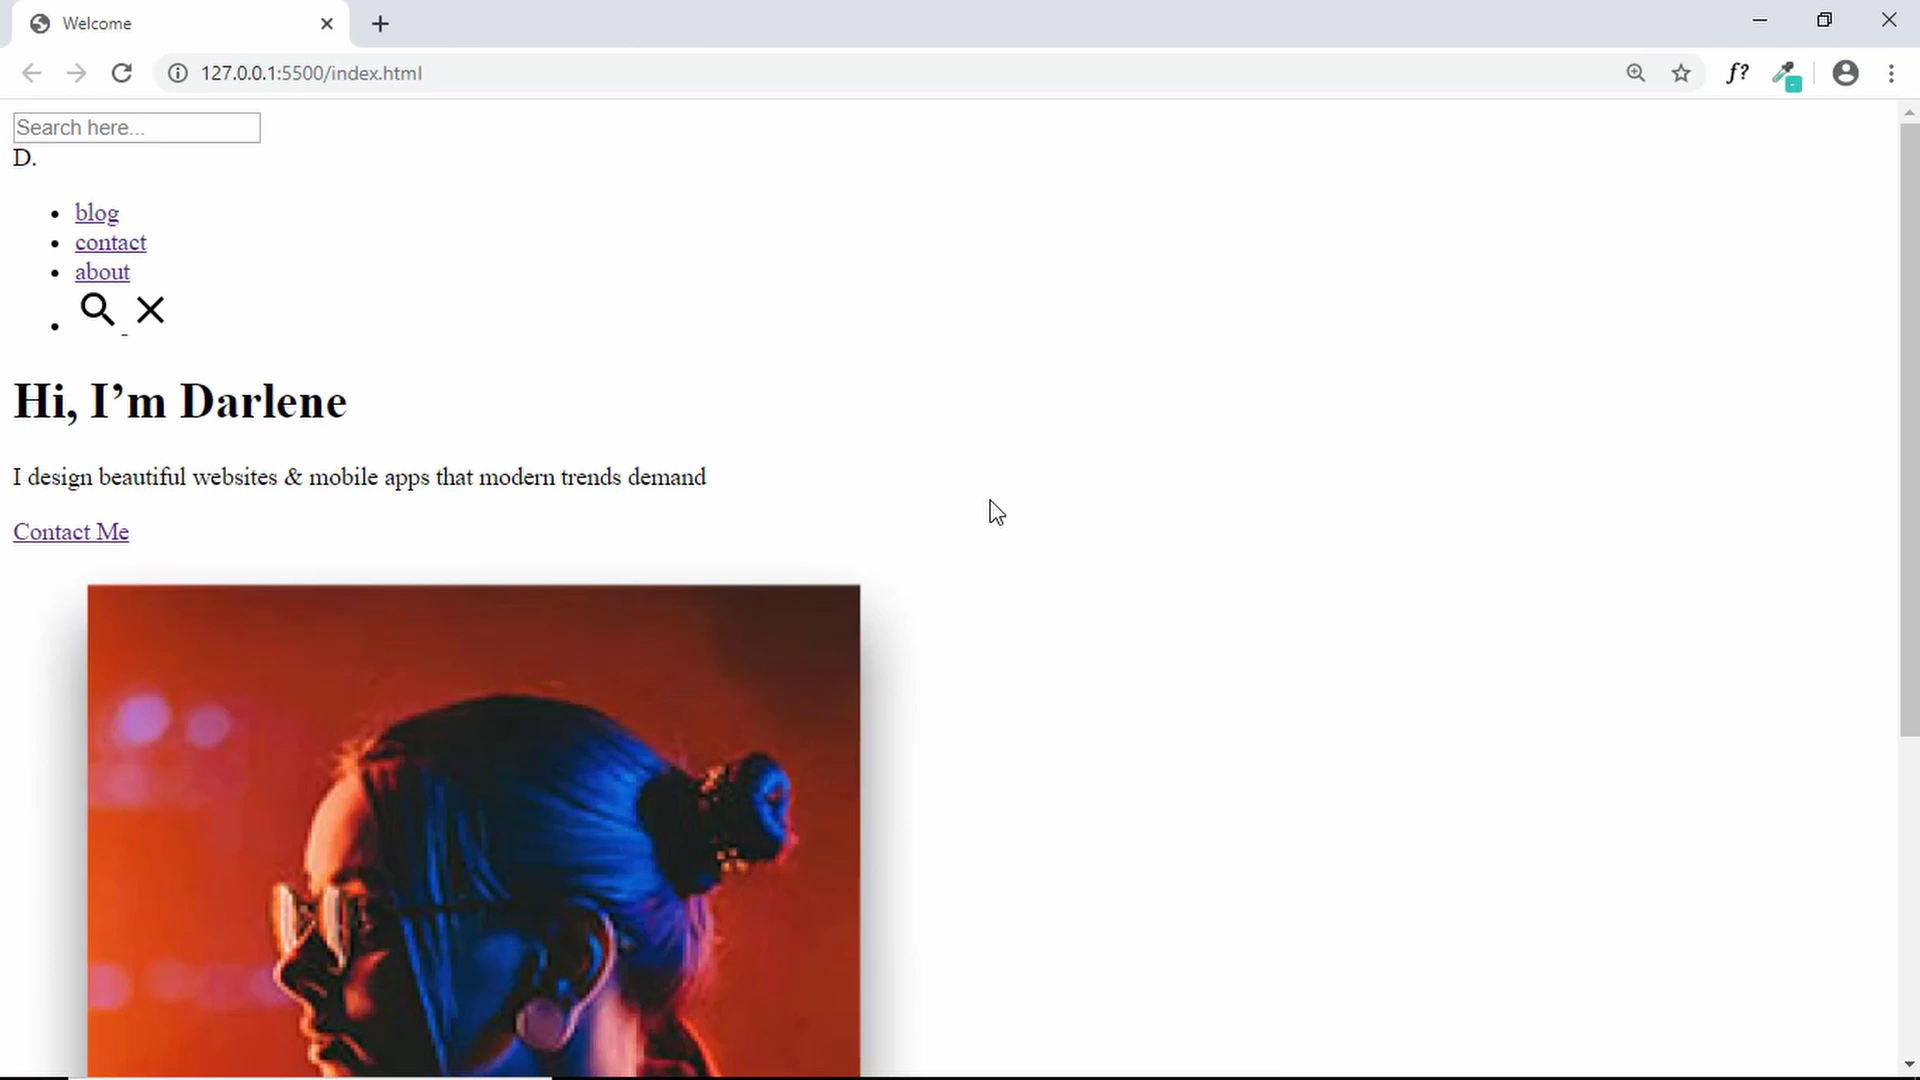 Welcome
127.0.0.1:5500/index.html
f?
Search here...
D.
blog
contact
about
Hi, I’m Darlene
I design beautiful websites & mobile apps that modern trends demand
Contact Me